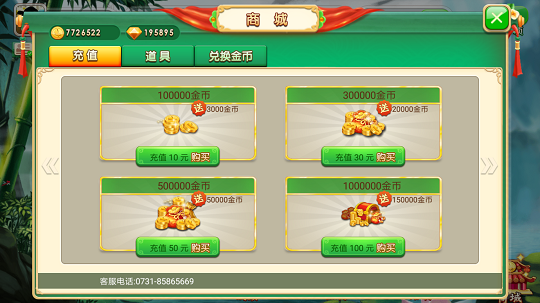 商 城
7726522
195895
充值
道具
兑换金币
100000金币
送
3000金币
充值 10 元 购买
300000金币
送
20000金币
充值 30 元 购买
500000金币
送
50000金币
充值 50 元 购买
1000000金币
送
150000金币
充值 100 元 购买
客服电话:0731-85865669
城